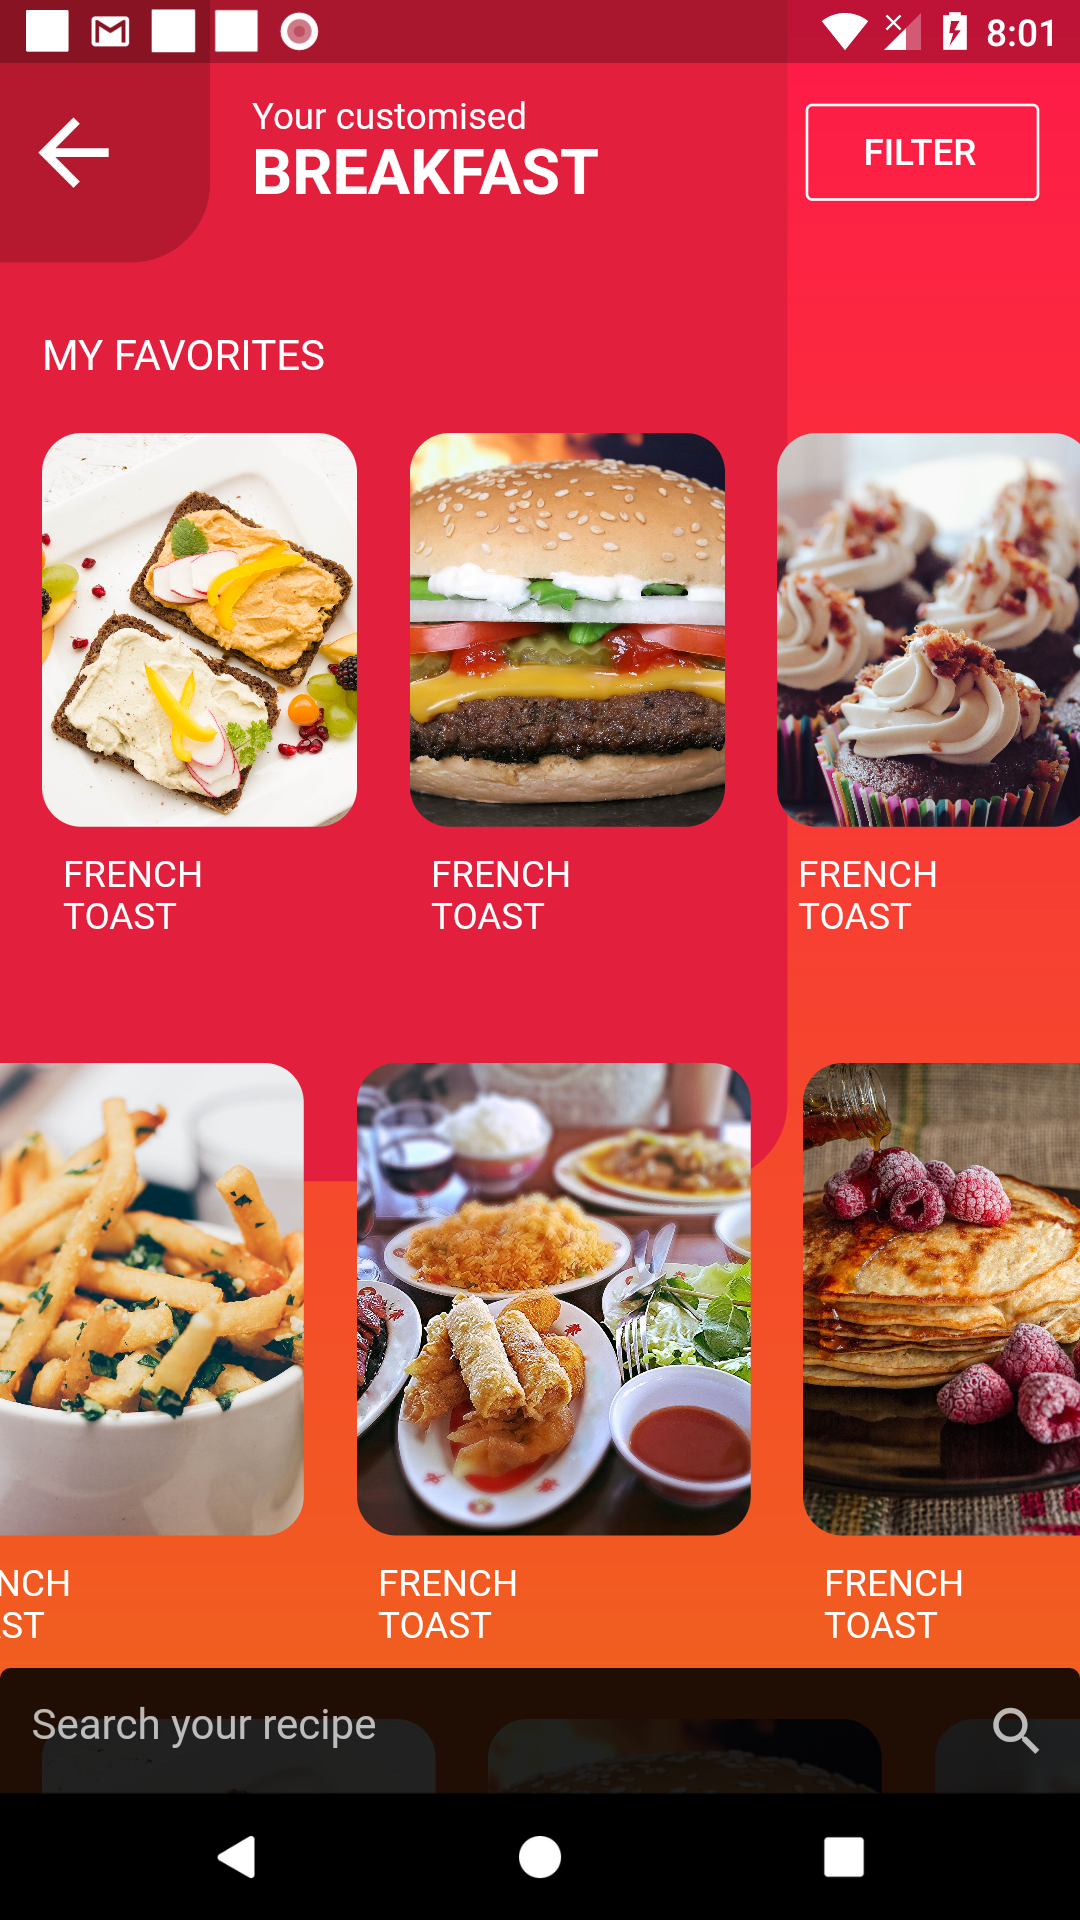 8:01
Your customised
BREAKFAST
FILTER
MY FAVORITES
FRENCH
TOAST
FRENCH
TOAST
FRENCH
TOAST
NCH
ST
FRENCH
TOAST
FRENCH
TOAST
Search your recipe